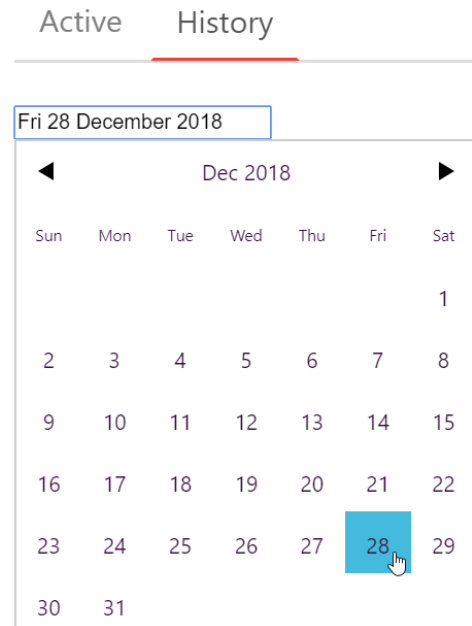 Active History
Fri 28 December 2018
Dec 2018
Sun Mon Tue Wed Thu Fri Sat
1
2 3 4 5 6 7 8
9 10 11 12 13 14 15
16 17 18 19 20 21 22
23 24 25 26 27 28 29
30 31